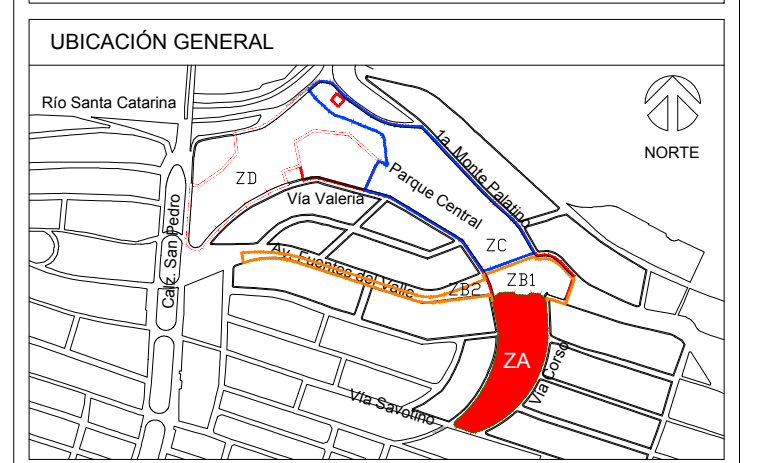 UBICACIÓN GENERAL
Río Santa Catarina
NORTE
1a. Monte Palatino
ZD
Parque Central
Vía Valeria
Calz. San Pedro
ZC
Av. Fuentes del Valle
ZB2
ZB1
ZA
Vía Corso
Vía Savotino